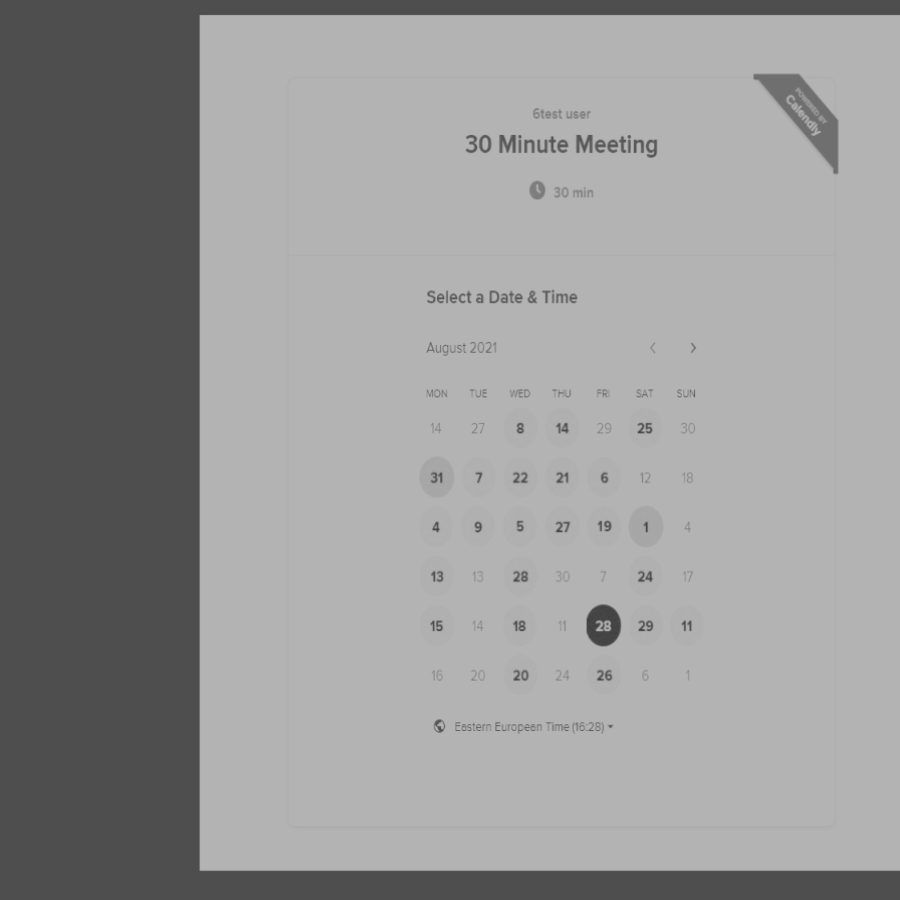 POWERED BY
Calendly
6test user
30 Minute Meeting
30 min
Select a Date & Time
August 2021
MON TUE WED THU FRI SAT SUN
14 27 8 14 29 25 30
31 7 22 21 6 12 18
4 9 5 27 19 1 4
13 13 28 30 7 24 17
15 14 18 11 28 29 11
16 20 20 24 26 6 1
Eastern European Time (16:28)